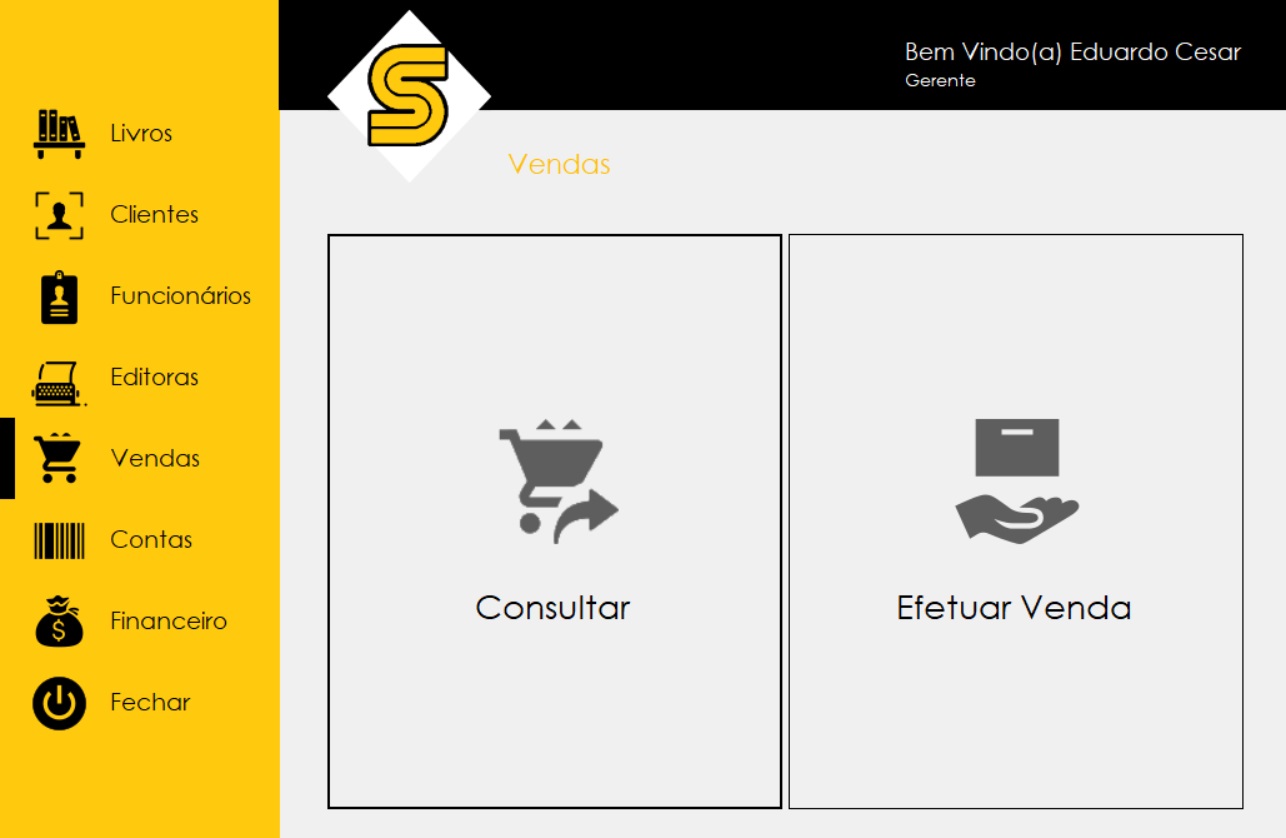 Bem Vindo(a) Eduardo Cesar
Gerente
S
Vendas
Livros
Clientes
Funcionários
Editoras
Vendas
Contas
$ Financeiro
Fechar
Consultar
Efetuar Venda